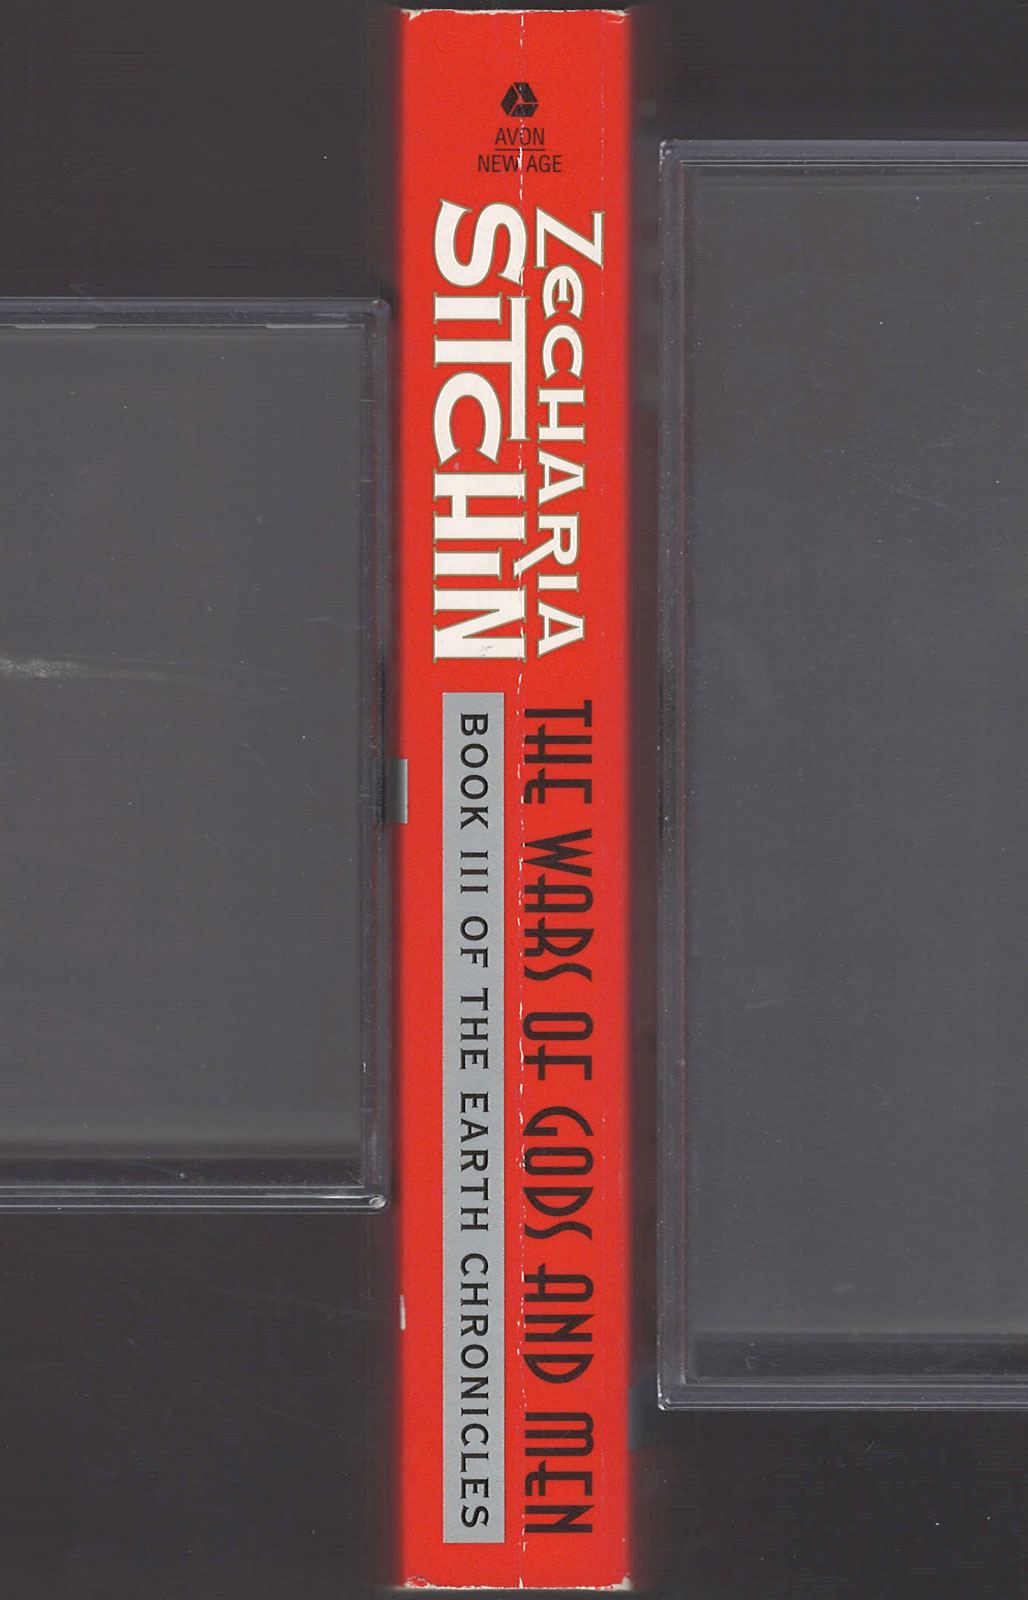 AVON
NEW AGE
ZECHARIA
SITCHIN
THE WARS OF GODS AND MEN
BOOK III OF THE EARTH CHRONICLES